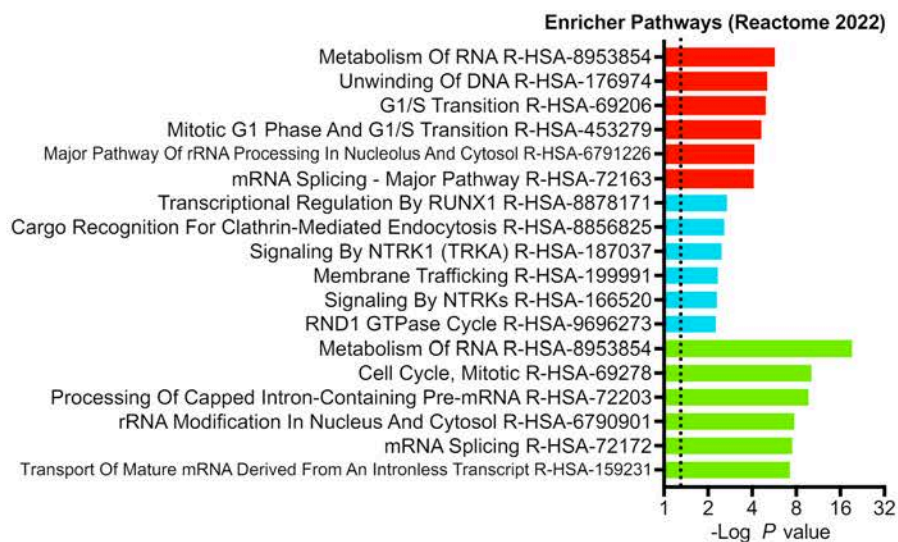 Enricher Pathways (Reactome 2022)
Metabolism Of RNA R-HSA-8953854
Unwinding Of DNA R-HSA-176974
G1/S Transition R-HSA-69206
Mitotic G1 Phase And G1/S Transition R-HSA-453279
Major Pathway Of rRNA Processing In Nucleolus And Cytosol R-HSA-6791226
mRNA Splicing - Major Pathway R-HSA-72163
Transcriptional Regulation By RUNX1 R-HSA-8878171
Cargo Recognition For Clathrin-Mediated Endocytosis R-HSA-8856825
Signaling By NTRK1 (TRKA) R-HSA-187037
Membrane Trafficking R-HSA-199991
Signaling By NTRKs R-HSA-166520
RND1 GTPase Cycle R-HSA-9696273
Metabolism Of RNA R-HSA-8953854
Cell Cycle, Mitotic R-HSA-69278
Processing Of Capped Intron-Containing Pre-mRNA R-HSA-72203
rRNA Modification In Nucleus And Cytosol R-HSA-6790901
mRNA Splicing R-HSA-72172
Transport Of Mature mRNA Derived From An Intronless Transcript R-HSA-159231
1 2 4 8 16 32
-Log P value